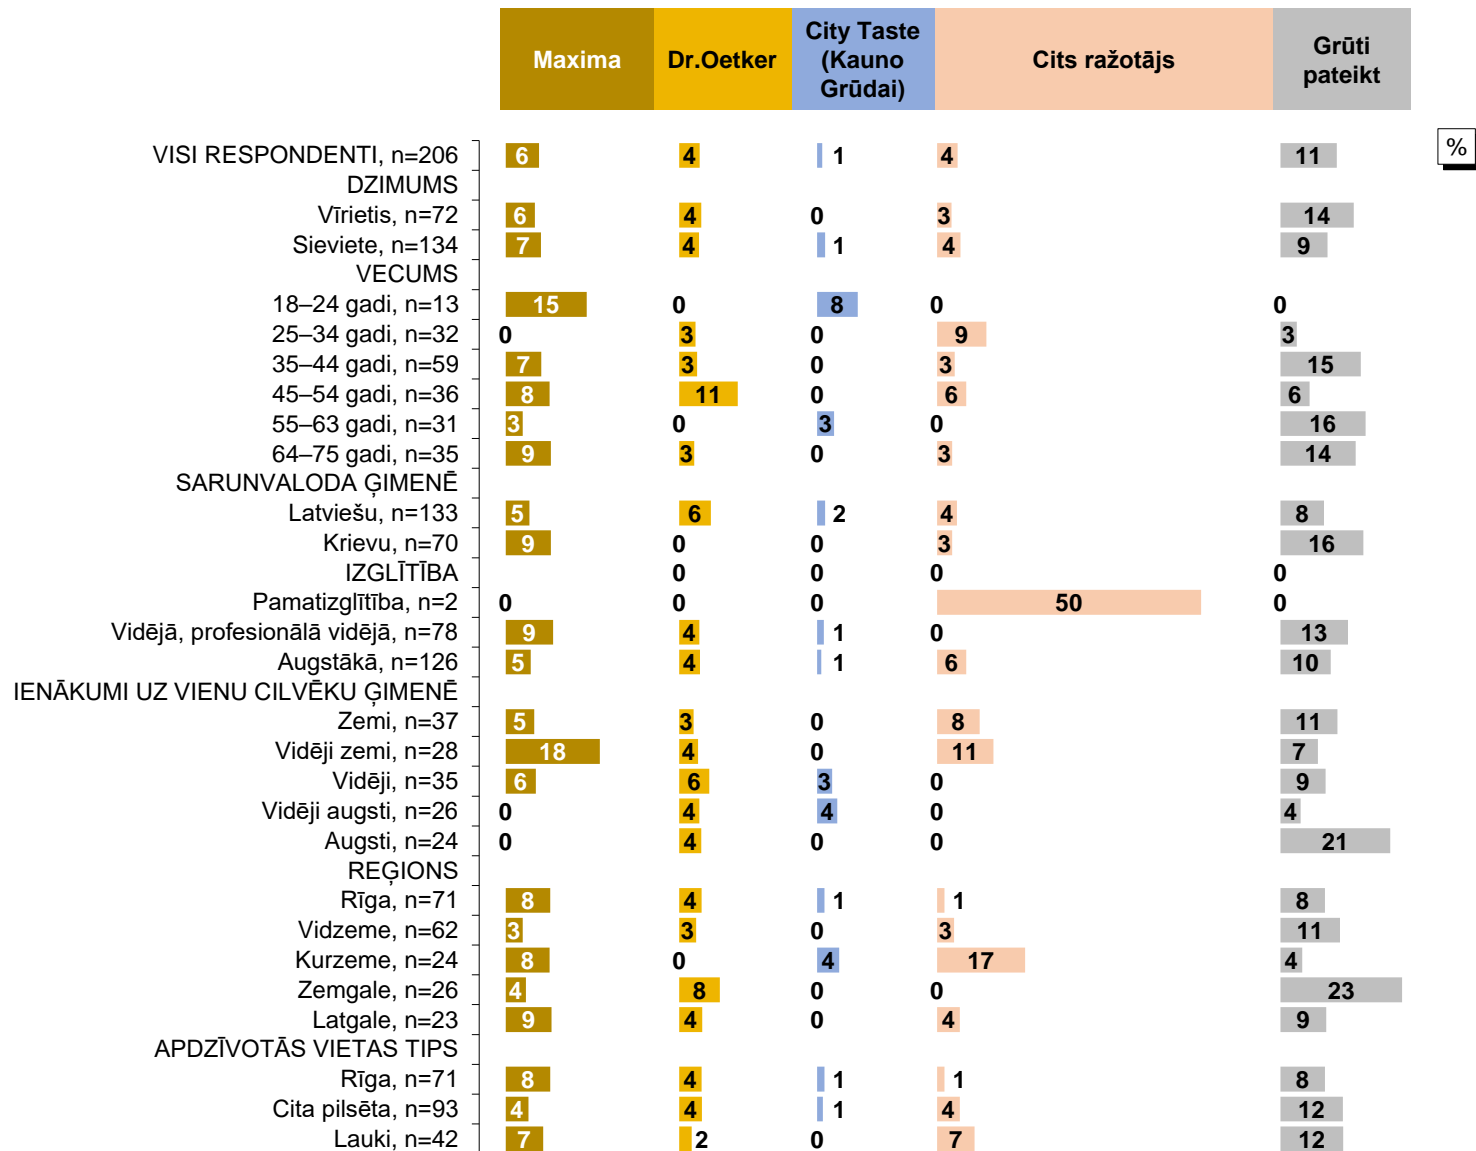 Maxima Dr.Oetker City Taste (Kauno Grūdai) Cits ražotājs Grūti pateikt
%
VISI RESPONDENTI, n=206 6 4 1 4 11
DZIMUMS
Vīrietis, n=72 6 4 0 3 14
Sieviete, n=134 7 4 1 4 9
VECUMS
18–24 gadi, n=13 15 0 8 0 0
25–34 gadi, n=32 0 3 0 9 3
35–44 gadi, n=59 7 3 0 3 15
45–54 gadi, n=36 8 11 0 6 6
55–63 gadi, n=31 3 0 3 0 16
64–75 gadi, n=35 9 3 0 3 14
SARUNVALODA ĢIMENĒ
Latviešu, n=133 5 6 2 4 8
Krievu, n=70 9 0 0 3 16
IZGLĪTĪBA 0 0 0 0
Pamatizglītība, n=2 0 0 0 50 0
Vidējā, profesionālā vidējā, n=78 9 4 1 0 13
Augstākā, n=126 5 4 1 6 10
IENĀKUMI UZ VIENU CILVĒKU ĢIMENĒ
Zemi, n=37 5 3 0 8 11
Vidēji zemi, n=28 18 4 0 11 7
Vidēji, n=35 6 6 3 0 9
Vidēji augsti, n=26 0 4 4 0 4
Augsti, n=24 0 4 0 0 21
REĢIONS
Rīga, n=71 8 4 1 1 8
Vidzeme, n=62 3 3 0 3 11
Kurzeme, n=24 8 0 4 17 4
Zemgale, n=26 4 8 0 0 23
Latgale, n=23 9 4 0 4 9
APDZĪVOTĀS VIETAS TIPS
Rīga, n=71 8 4 1 1 8
Cita pilsēta, n=93 4 4 1 4 12
Lauki, n=42 7 2 0 7 12